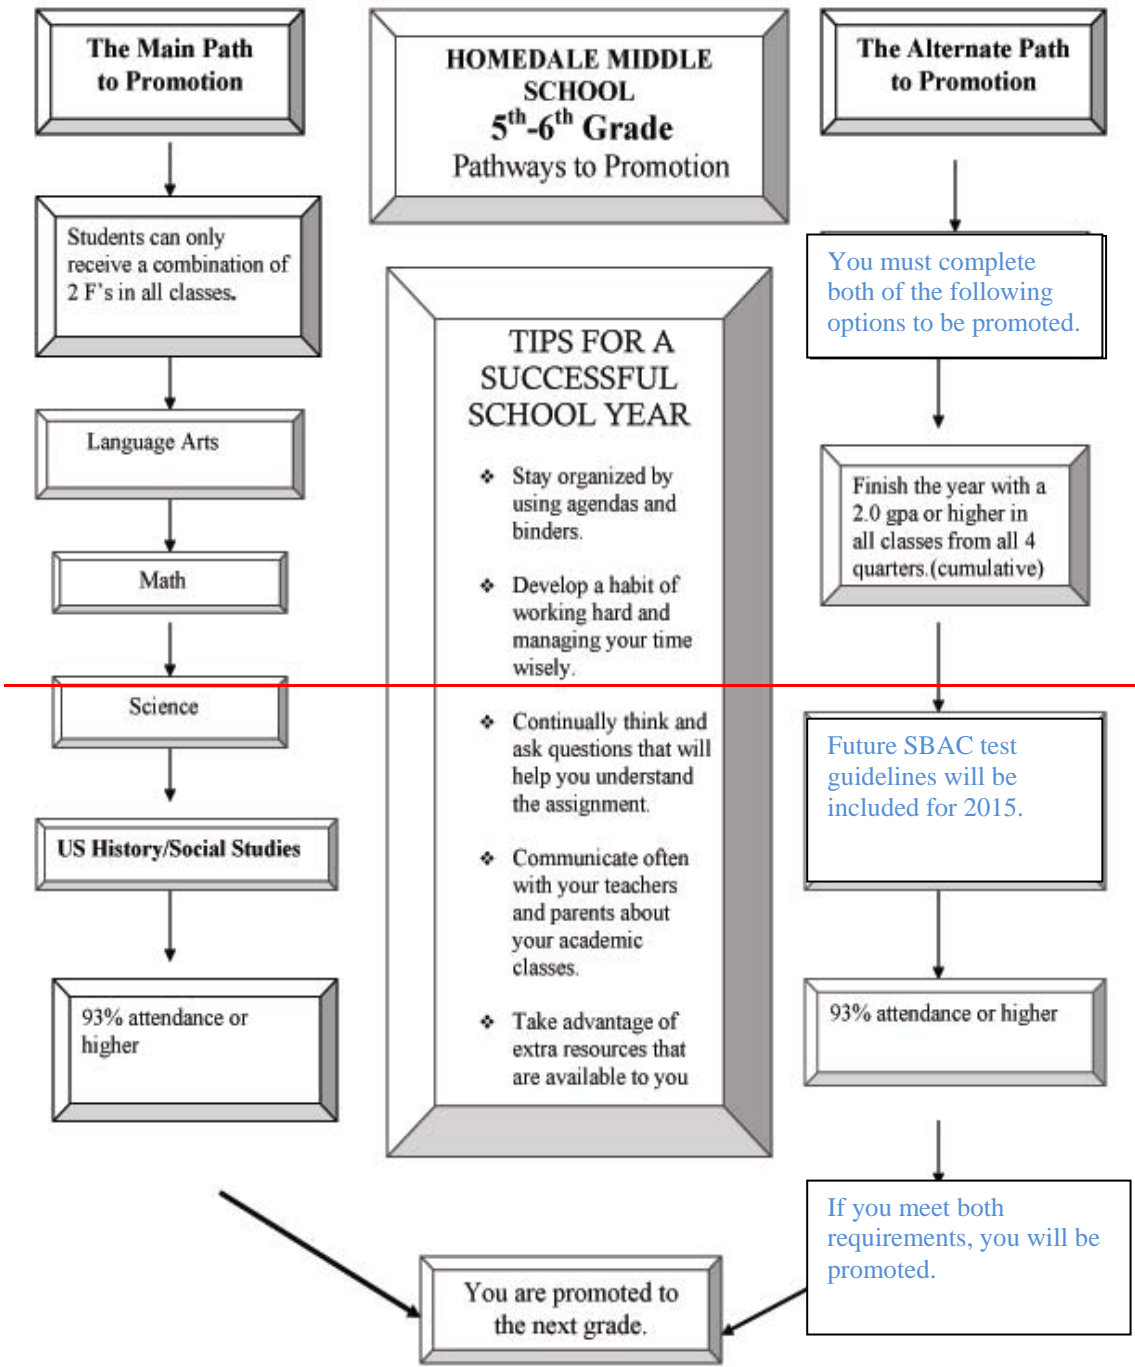 The Main Path
to Promotion
Students can only
receive a combination of
2 F's in all classes.
Language Arts
Math
Science
US History/Social Studies
93% attendance or
higher
HOMEDALE MIDDLE
SCHOOL
5th-6th Grade
Pathways to Promotion
TIPS FOR A
SUCCESSFUL
SCHOOL YEAR
❖ Stay organized by
using agendas and
binders.
❖ Develop a habit of
working hard and
managing your time
wisely.
❖ Continually think and
ask questions that will
help you understand
the assignment.
❖ Communicate often
with your teachers
and parents about
your academic
classes.
❖ Take advantage of
extra resources that
are available to you
The Alternate Path
to Promotion
You must complete
both of the following
options to be promoted.
Finish the year with a
2.0 gpa or higher in
all classes from all 4
quarters.(cumulative)
Future SBAC test
guidelines will be
included for 2015.
93% attendance or higher
If you meet both
requirements, you will be
promoted.
You are promoted to
the next grade.